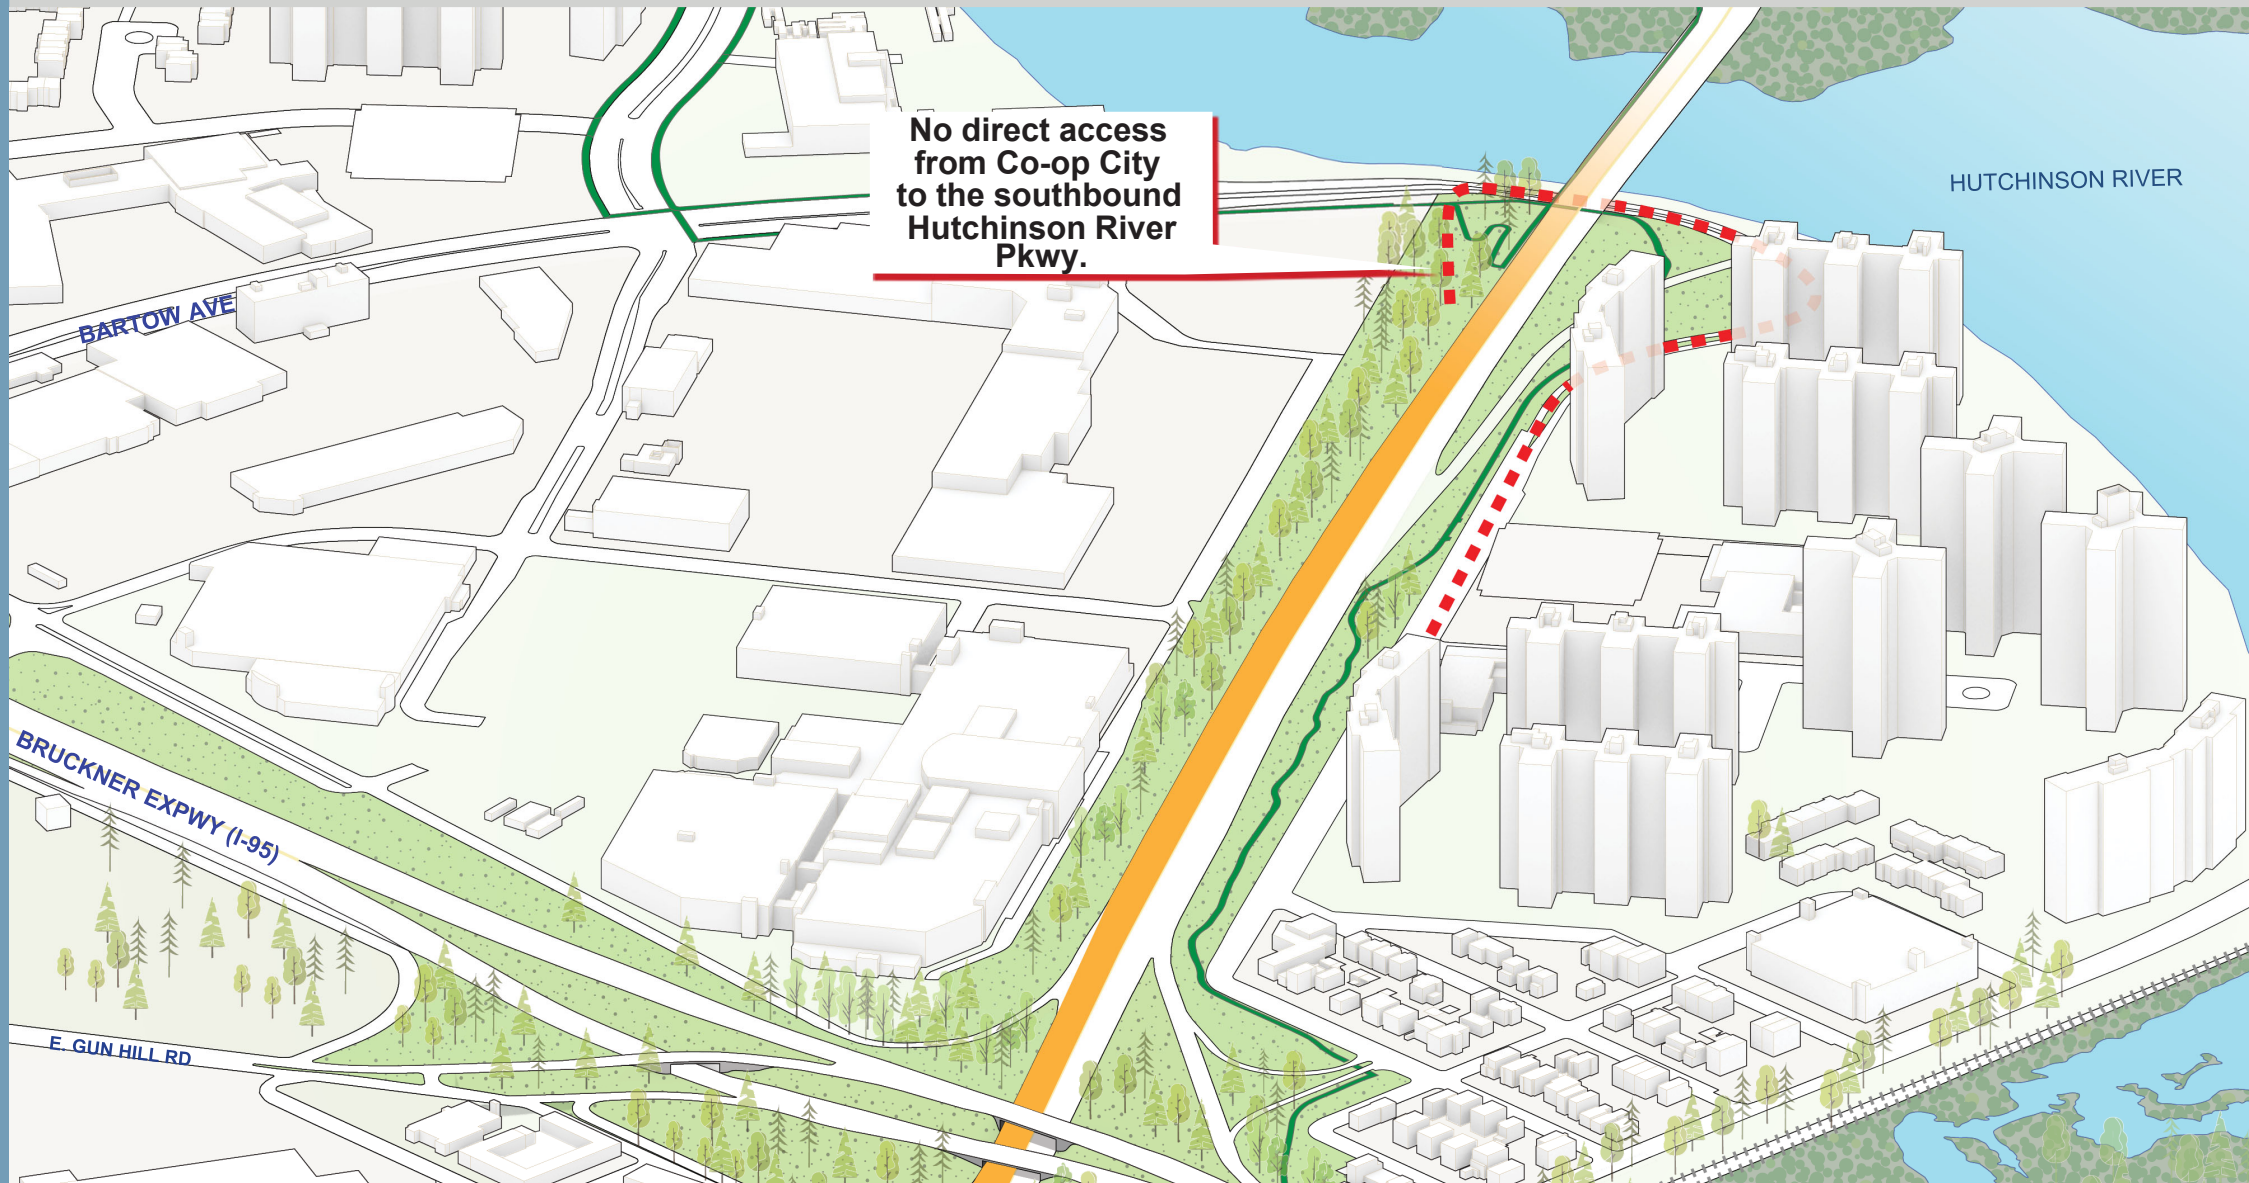 No direct access
from Co-op City
to the southbound
Hutchinson River
Pkwy.
HUTCHINSON RIVER
BARTOW AVE
BRUCKNER EXPWY (I-95)
E. GUN HILL RD